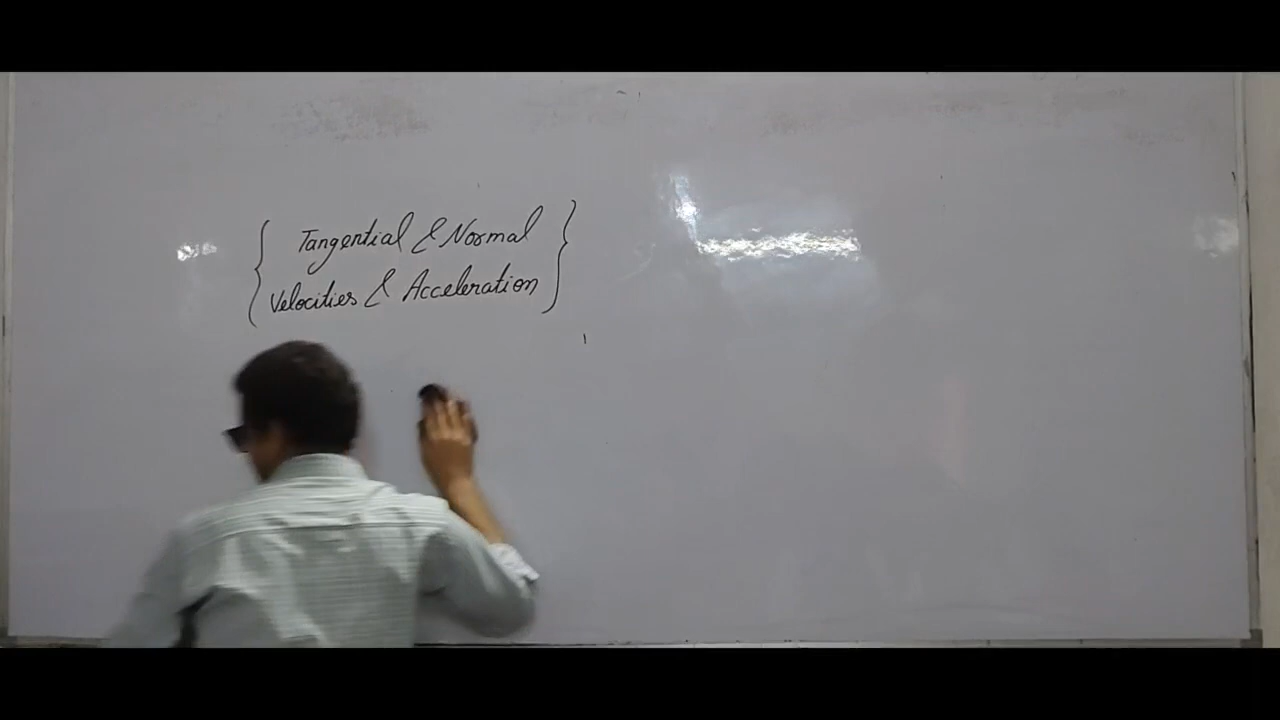 { Tangential & Normal
Velocities & Acceleration }